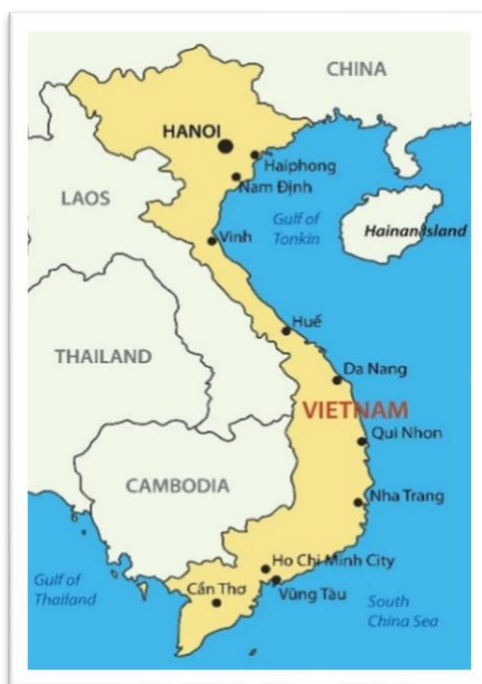 CHINA
HANOI
Haiphong
Nam Định
LAOS
Gulf of
Tonkin
Hainan Island
Vinh
Huế
THAILAND
Da Nang
VIETNAM
Qui Nhon
CAMBODIA
Nha Trang
Ho Chi Minh City
Gulf of
Thailand
Cần Thơ
Vũng Tàu
South
China Sea